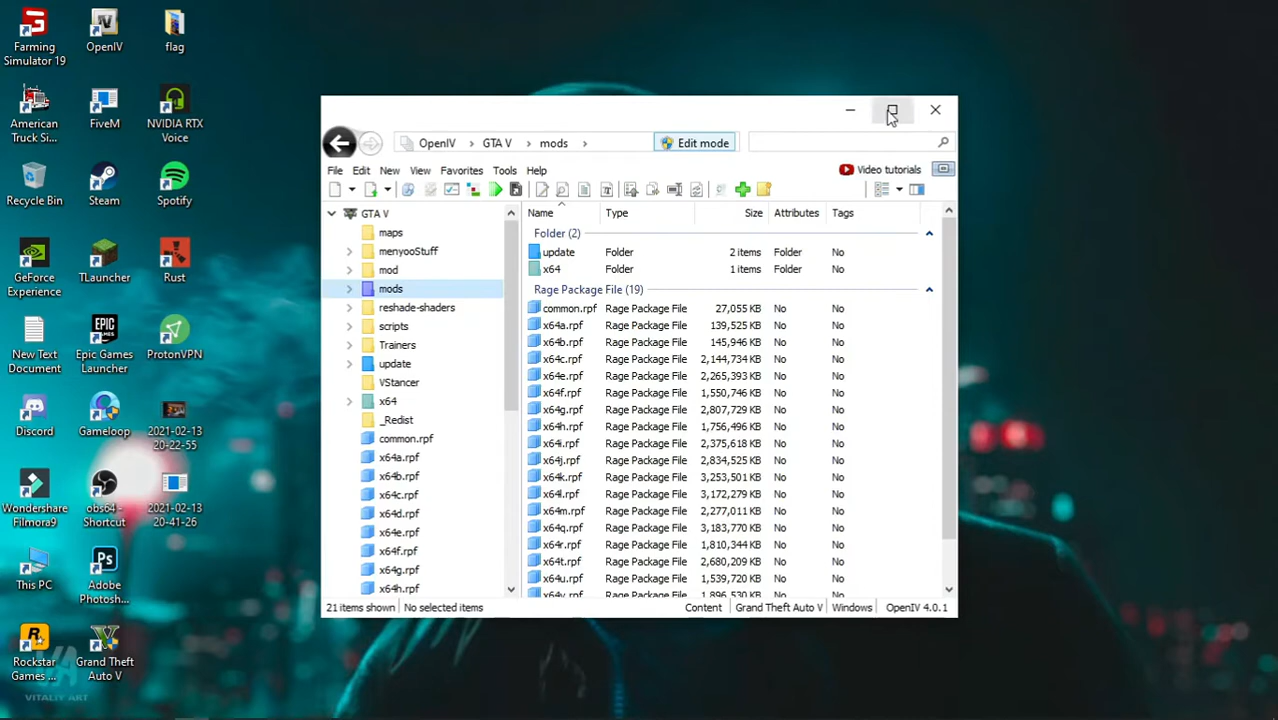 Farming
Simulator 19
OpenIV
flag
American
Truck Si...
FiveM
NVIDIA RTX
Voice
Recycle Bin
Steam
Spotify
GeForce
Experience
TLauncher
Rust
New Text
Document
Epic Games
Launcher
ProtonVPN
Discord
Gameloop
2021-02-13
20-22-55
Wondershare
Filmora9
obs64 -
Shortcut
2021-02-13
20-41-26
This PC
Adobe
Photosh...
Rockstar
Games ...
Grand Theft
Auto V
VITALIY ART
OpenIV > GTA V > mods >
Edit mode
File Edit New View Favorites Tools Help
Video tutorials
GTA V
maps
menyooStuff
mod
mods
reshade-shaders
scripts
Trainers
update
VStancer
x64
_Redist
common.rpf
x64a.rpf
x64b.rpf
x64c.rpf
x64d.rpf
x64e.rpf
x64f.rpf
x64g.rpf
x64h.rpf
Name Type Size Attributes Tags
Folder (2)
update Folder 2 items Folder No
x64 Folder 1 items Folder No
Rage Package File (19)
common.rpf Rage Package File 27,055 KB No No
x64a.rpf Rage Package File 139,525 KB No No
x64b.rpf Rage Package File 145,946 KB No No
x64c.rpf Rage Package File 2,144,734 KB No No
x64e.rpf Rage Package File 2,265,393 KB No No
x64f.rpf Rage Package File 1,550,746 KB No No
x64g.rpf Rage Package File 2,807,729 KB No No
x64h.rpf Rage Package File 1,756,496 KB No No
x64i.rpf Rage Package File 2,375,618 KB No No
x64j.rpf Rage Package File 2,834,525 KB No No
x64k.rpf Rage Package File 3,253,501 KB No No
x64l.rpf Rage Package File 3,172,279 KB No No
x64m.rpf Rage Package File 2,277,011 KB No No
x64q.rpf Rage Package File 3,183,770 KB No No
x64r.rpf Rage Package File 1,810,344 KB No No
x64t.rpf Rage Package File 2,680,209 KB No No
x64u.rpf Rage Package File 1,539,720 KB No No
x64v.rpf Rage Package File 1,896,530 KB No No
21 items shown No selected items Content Grand Theft Auto V Windows OpenIV 4.0.1